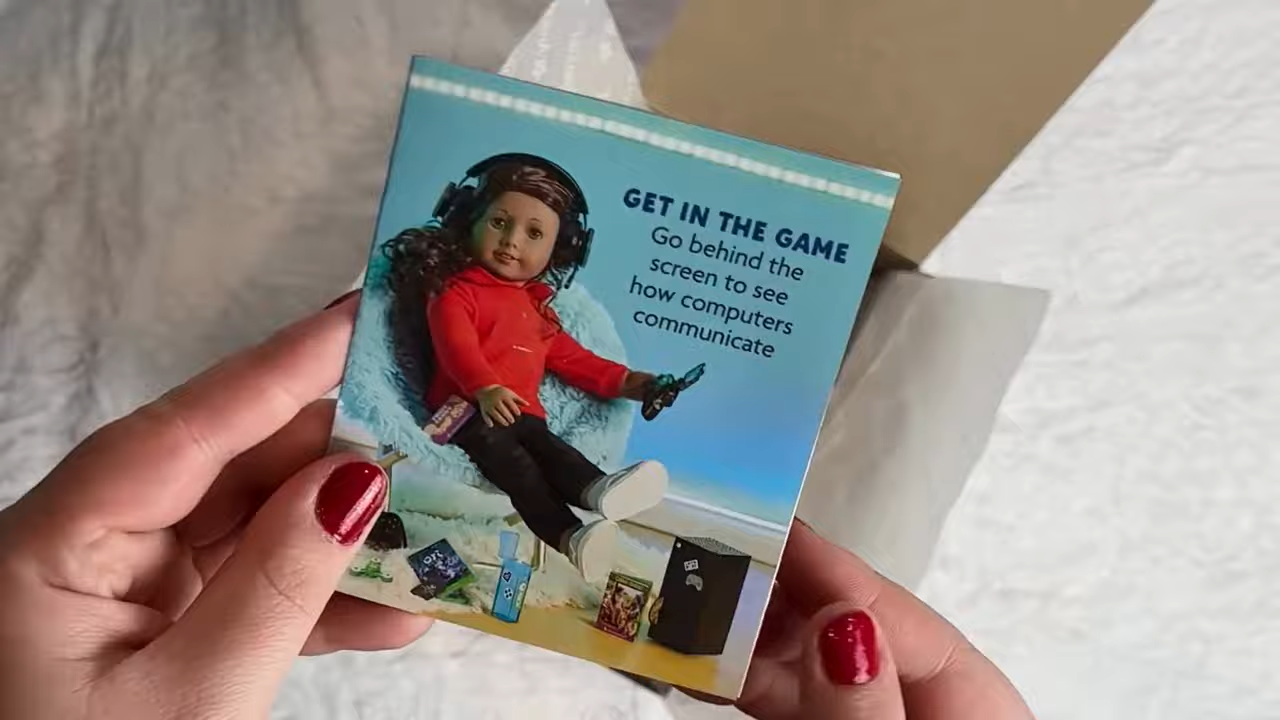 GET IN THE GAME
Go behind the
screen to see
how computers
communicate